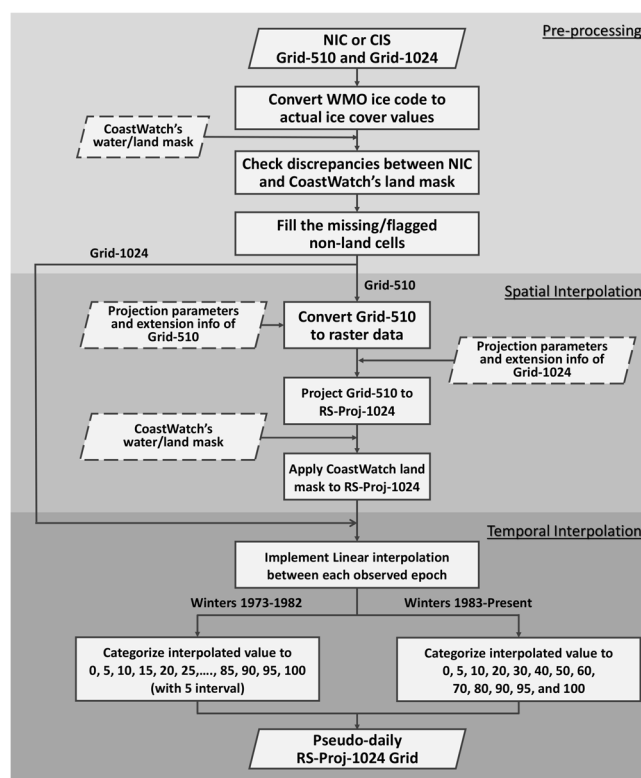 Pre-processing
NIC or CIS
Grid-510 and Grid-1024
Convert WMO ice code to
actual ice cover values
CoastWatch's
water/land mask
Check discrepancies between NIC
and CoastWatch's land mask
Fill the missing/flagged
non-land cells
Grid-1024
Grid-510
Spatial Interpolation
Projection parameters
and extension info of
Grid-510
Convert Grid-510
to raster data
Projection parameters
and extension info of
Grid-1024
Project Grid-510 to
RS-Proj-1024
CoastWatch's
water/land mask
Apply CoastWatch land
mask to RS-Proj-1024
Temporal Interpolation
Implement Linear interpolation
between each observed epoch
Winters 1973-1982
Winters 1983-Present
Categorize interpolated value to
0, 5, 10, 15, 20, 25,...., 85, 90, 95, 100
(with 5 interval)
Categorize interpolated value to
0, 5, 10, 20, 30, 40, 50, 60,
70, 80, 90, 95, and 100
Pseudo-daily
RS-Proj-1024 Grid